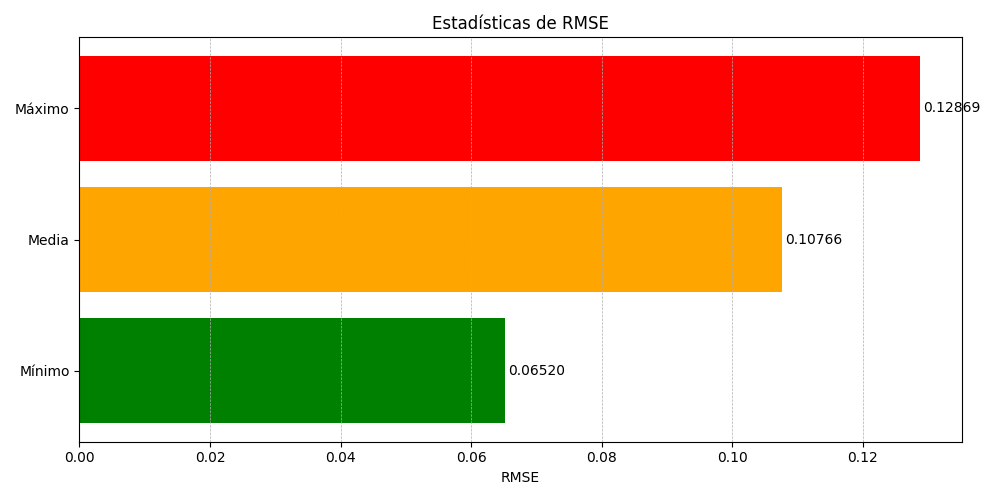 Estadísticas de RMSE
Máximo
0.12869
Media
0.10766
Mínimo
0.06520
0.00 0.02 0.04 0.06 0.08 0.10 0.12
RMSE